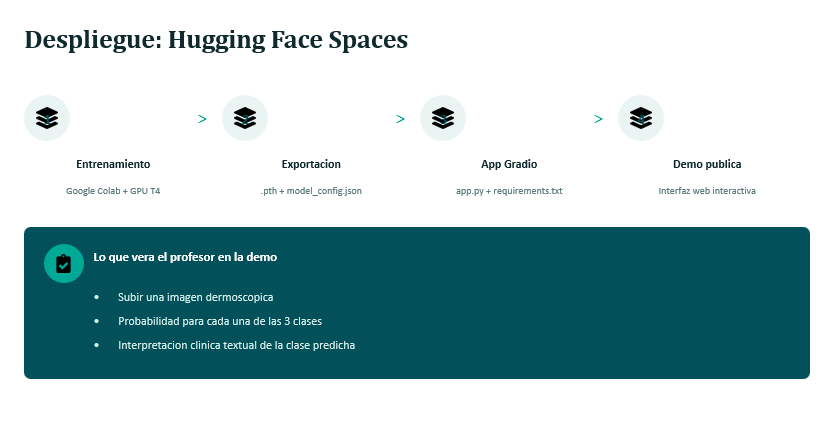 Despliegue: Hugging Face Spaces
>
>
>
Entrenamiento
Exportacion
App Gradio
Demo publica
Google Colab + GPU T4
.pth + model_config.json
app.py + requirements.txt
Interfaz web interactiva
Lo que vera el profesor en la demo
• Subir una imagen dermoscopica
• Probabilidad para cada una de las 3 clases
• Interpretacion clinica textual de la clase predicha